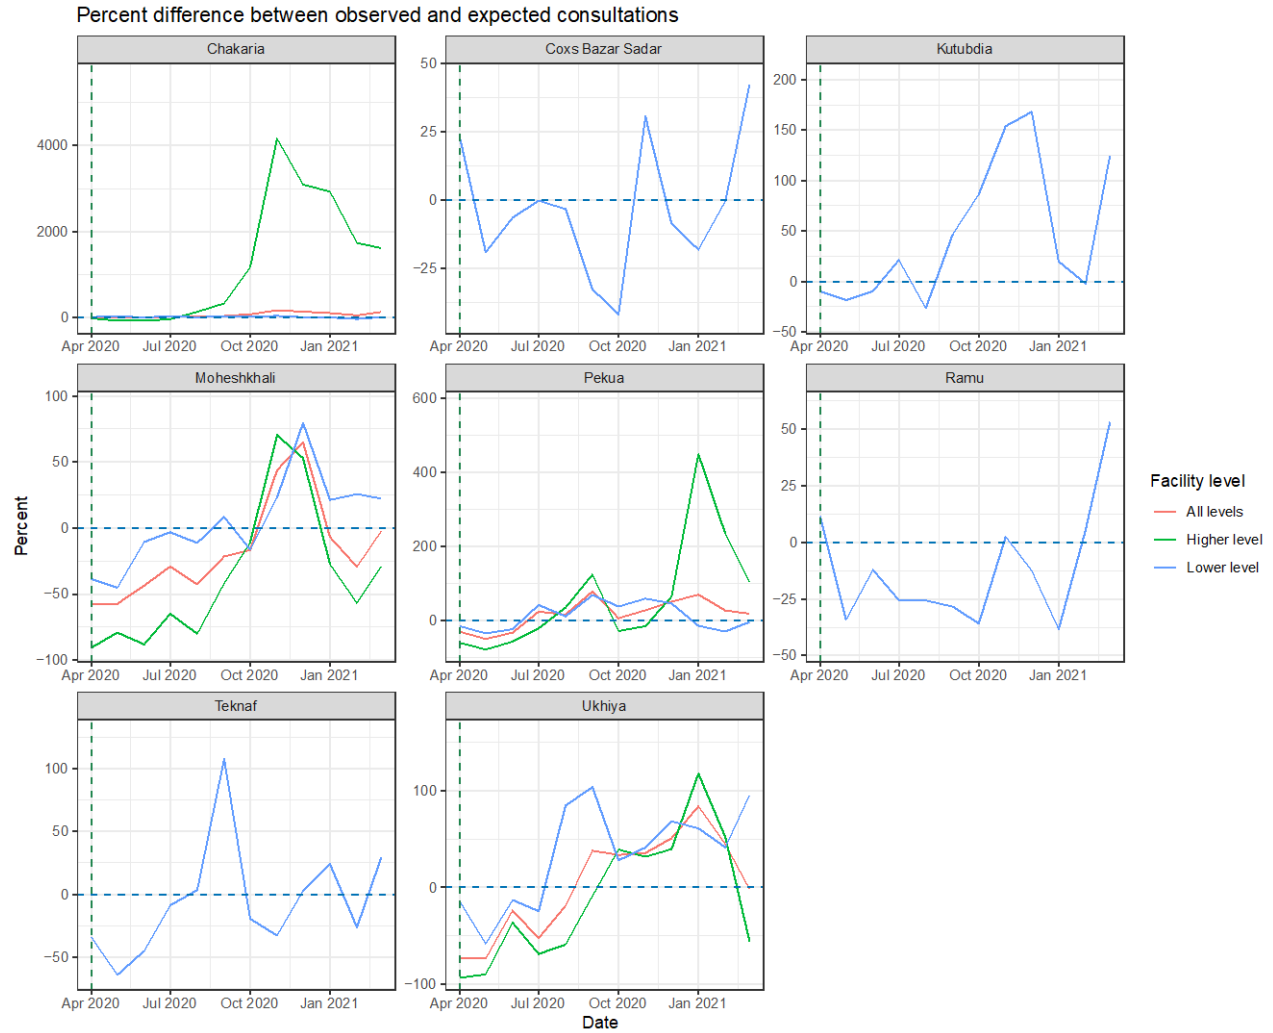 Percent difference between observed and expected consultations
Chakaria
Coxs Bazar Sadar
Kutubdia
4000
2000
0
50
25
0
−25
200
150
100
50
0
−50
Apr 2020 Jul 2020 Oct 2020 Jan 2021
Apr 2020 Jul 2020 Oct 2020 Jan 2021
Apr 2020 Jul 2020 Oct 2020 Jan 2021
Moheshkhali
Pekua
Ramu
100
50
0
−50
−100
600
400
200
0
50
25
0
−25
−50
Apr 2020 Jul 2020 Oct 2020 Jan 2021
Apr 2020 Jul 2020 Oct 2020 Jan 2021
Apr 2020 Jul 2020 Oct 2020 Jan 2021
Teknaf
Ukhiya
100
50
0
−50
100
0
−100
Apr 2020 Jul 2020 Oct 2020 Jan 2021
Apr 2020 Jul 2020 Oct 2020 Jan 2021
Percent
Date
Facility level
All levels
Higher level
Lower level